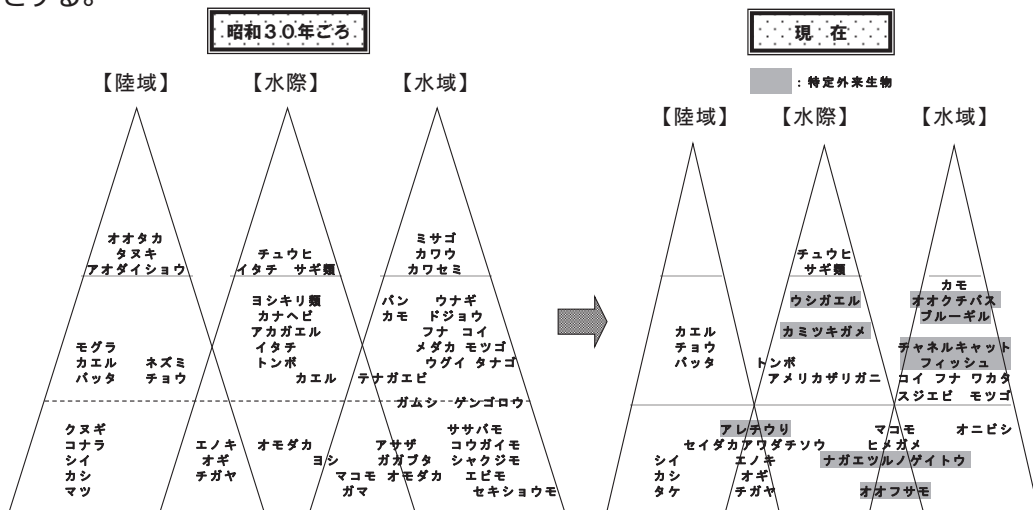 とする。
昭和30年ごろ
【陸域】 【水際】 【水域】
オオタカ
タヌキ
アオダイショウ
チュウヒ
イタチ サギ類
ミサゴ
カワウ
カワセミ
モグラ
カエル ネズミ
バッタ チョウ
ヨシキリ類
カナヘビ
アカガエル
イタチ
トンボ
カエル テナガエビ
バン ウナギ
カモ ドジョウ
フナ コイ
メダカ モツゴ
ウグイ タナゴ
ガムシ ゲンゴロウ
クヌギ
コナラ
シイ
カシ
マツ
エノキ
オギ
チガヤ
オモダカ
ヨシ
アサザ
ガガブタ
マコモ オモダカ
ガマ
ササバモ
コウガイモ
シャクジモ
エビモ
セキショウモ
現 在
：特定外来生物
【陸域】 【水際】 【水域】
チュウヒ
サギ類
カエル
チョウ
バッタ
ウシガエル
カミツキガメ
トンボ
アメリカザリガニ
カモ
オオクチバス
ブルーギル
チャネルキャット
フィッシュ
コイ フナ ワカタ
スジエビ モツゴ
アレチウリ
セイダカアワダチソウ
シイ
カシ
タケ
エノキ
オギ
チガヤ
マコモ オニビシ
ヒメガメ
ナガエツルノゲイトウ
オオフサモ